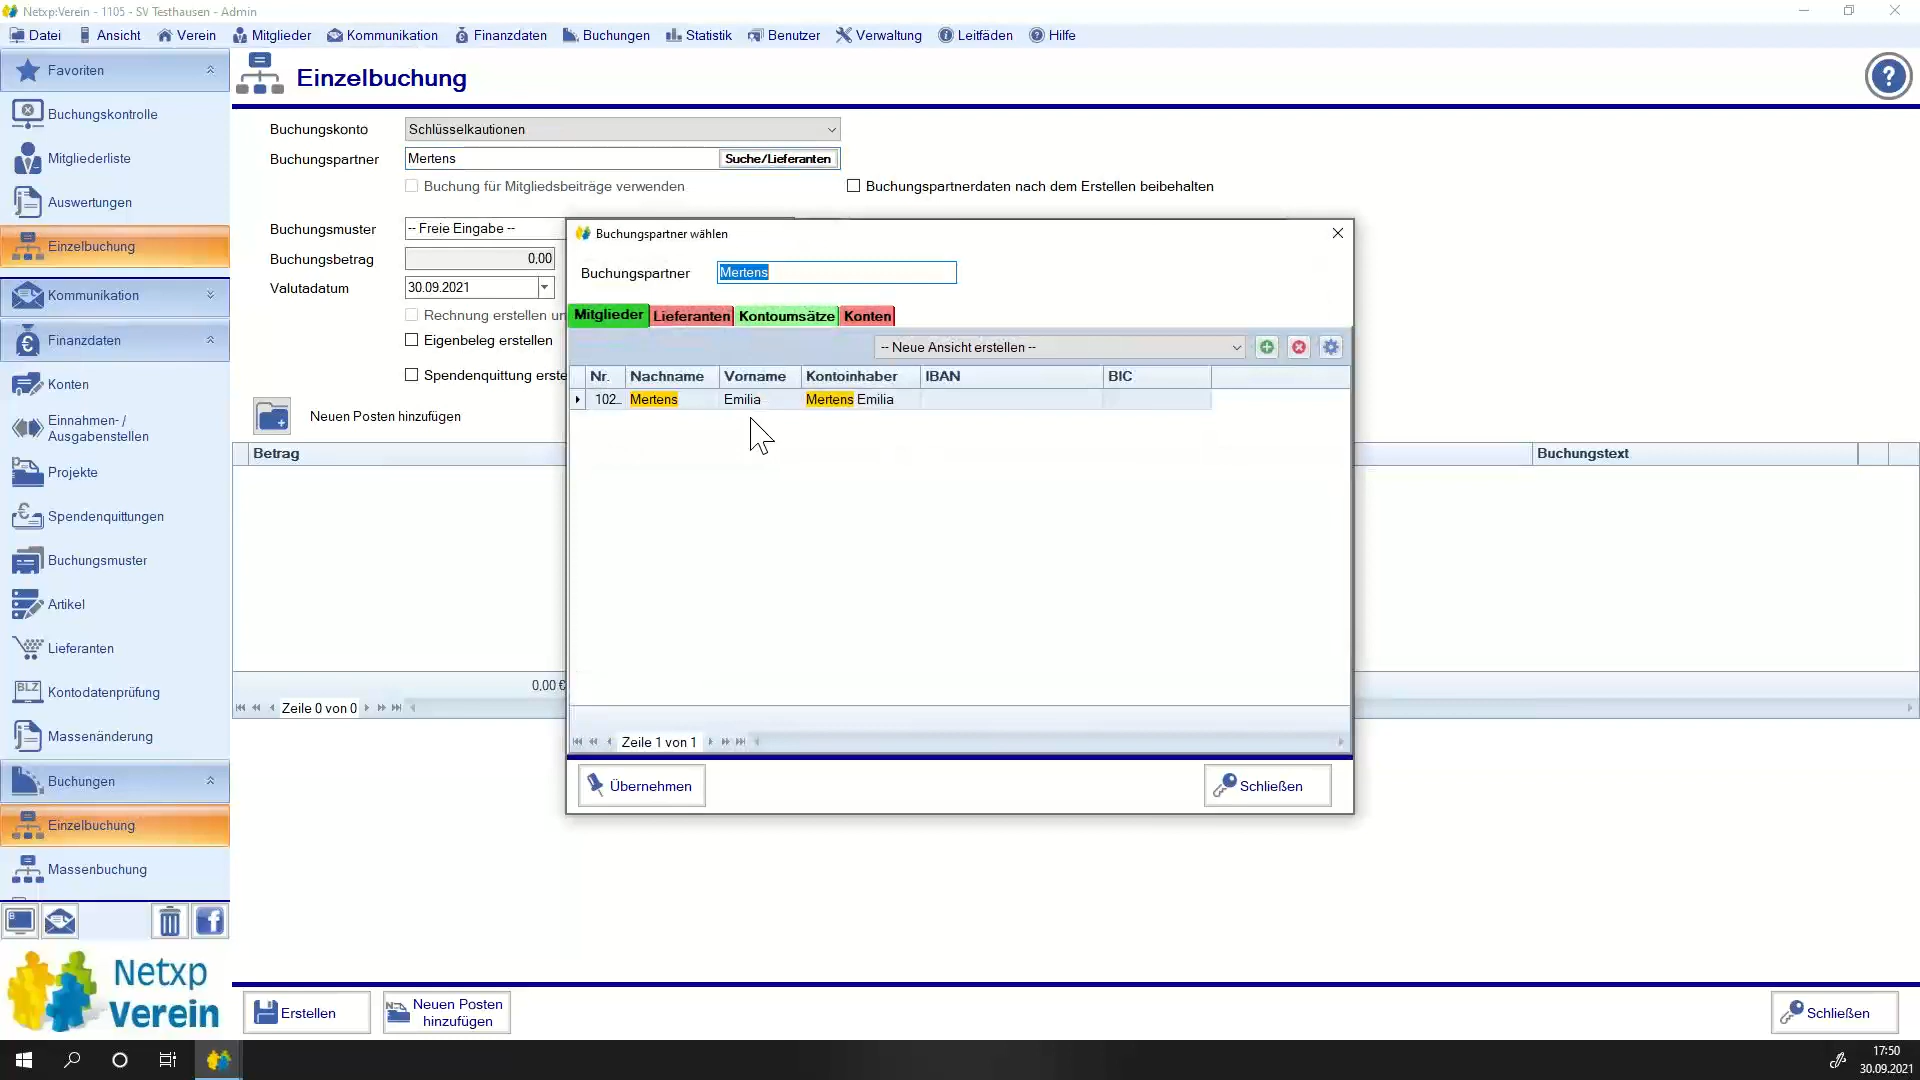 Netxp:Verein - 1105 - SV Testhausen - Admin
Datei Ansicht Verein Mitglieder Kommunikation Finanzdaten Buchungen Statistik Benutzer Verwaltung Leitfäden Hilfe
Favoriten
Buchungskontrolle
Mitgliederliste
Auswertungen
Einzelbuchung
Kommunikation
Finanzdaten
Konten
Einnahmen- /
Ausgabenstellen
Projekte
Spendenquittungen
Buchungsmuster
Artikel
Lieferanten
BLZ
Kontodatenprüfung
Massenänderung
Buchungen
Einzelbuchung
Massenbuchung
Netxp
Verein
Einzelbuchung
Buchungskonto Schlüsselkautionen
Buchungspartner Mertens Suche/Lieferanten
Buchung für Mitgliedsbeiträge verwenden Buchungspartnerdaten nach dem Erstellen beibehalten
Buchungsmuster -- Freie Eingabe --
Buchungsbetrag 0,00
Valutadatum 30.09.2021
Rechnung erstellen un
Eigenbeleg erstellen
Spendenquittung erste
Neuen Posten hinzufügen
Betrag Buchungstext
0,00 €
Zeile 0 von 0
Buchungspartner wählen
Buchungspartner Mertens
Mitglieder Lieferanten Kontoumsätze Konten
-- Neue Ansicht erstellen --
Nr. Nachname Vorname Kontoinhaber IBAN BIC
102... Mertens Emilia Mertens Emilia
Zeile 1 von 1
Übernehmen Schließen
Erstellen
Neuen Posten
hinzufügen
Schließen
17:50
30.09.2021